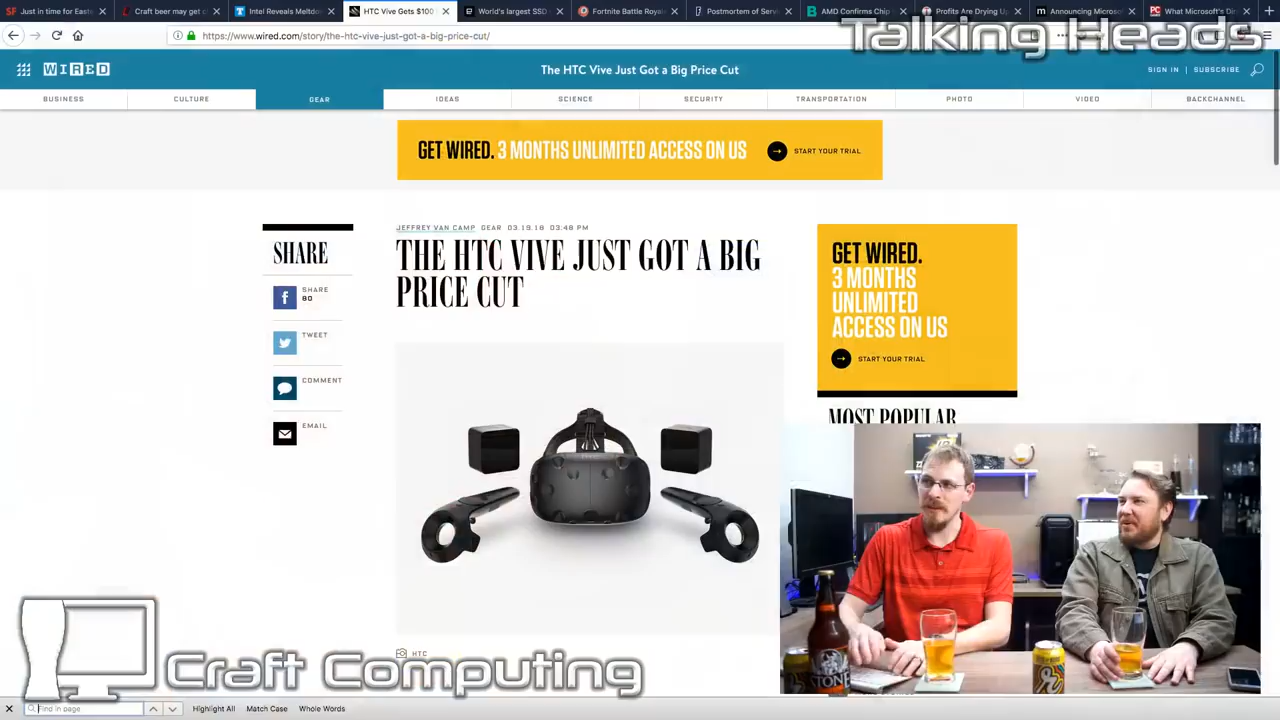 Just in time for Easte
Craft beer may get c
Intel Reveals Meltdo
HTC Vive Gets $100
World's largest SSD
Fortnite Battle Royal
Postmortem of Serve
AMD Confirms Chip
Profits Are Drying Up
Announcing Microsof
What Microsoft's Di
https://www.wired.com/story/the-htc-vive-just-got-a-big-price-cut/
Talking Heads
WIRED
The HTC Vive Just Got a Big Price Cut
SIGN IN | SUBSCRIBE
BUSINESS
CULTURE
GEAR
IDEAS
SCIENCE
SECURITY
TRANSPORTATION
PHOTO
VIDEO
BACKCHANNEL
GET WIRED. 3 MONTHS UNLIMITED ACCESS ON US
START YOUR TRIAL
JEFFREY VAN CAMP GEAR 03.19.18 03:48 PM
THE HTC VIVE JUST GOT A BIG
PRICE CUT
SHARE
SHARE
80
TWEET
COMMENT
EMAIL
GET WIRED.
3 MONTHS
UNLIMITED
ACCESS ON US
START YOUR TRIAL
MOST POPULAR
HTC
STONE
Craft Computing
Find in page
Highlight All
Match Case
Whole Words